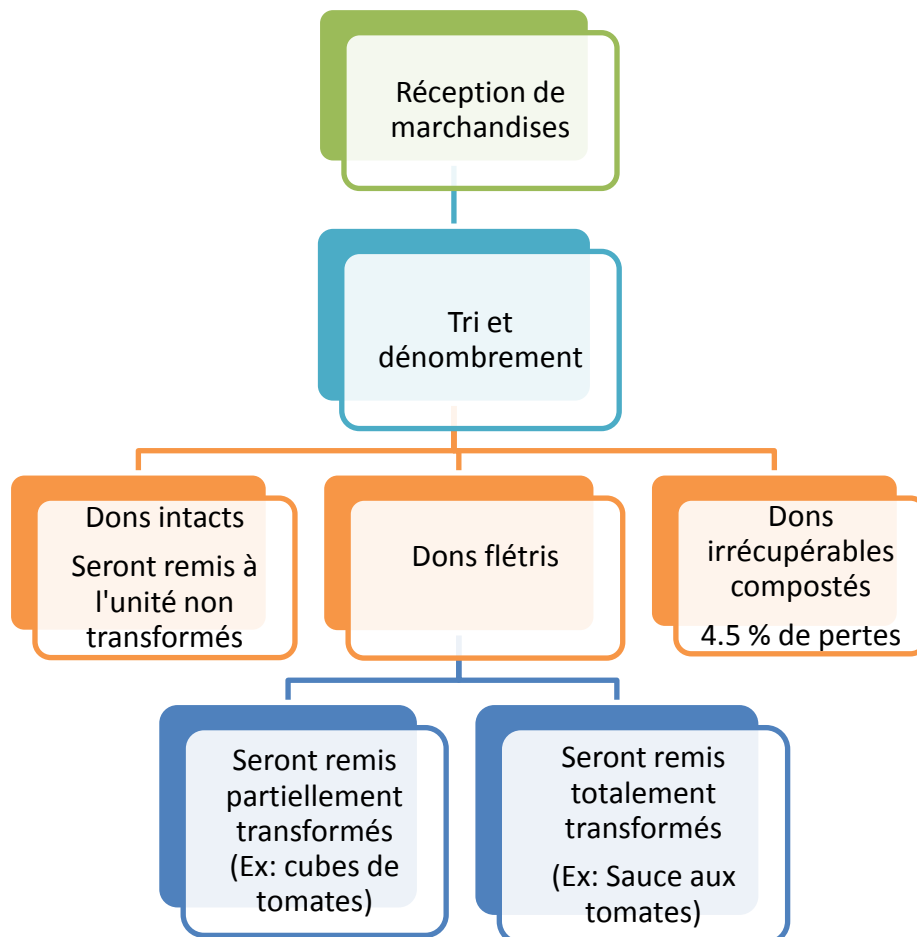 Réception de
marchandises
Tri et
dénombrement
Dons intacts
Seront remis à
l'unité non
transformés
Dons flétris
Dons
irrécupérables
compostés
4.5 % de pertes
Seront remis
partiellement
transformés
(Ex: cubes de
tomates)
Seront remis
totalement
transformés
(Ex: Sauce aux
tomates)